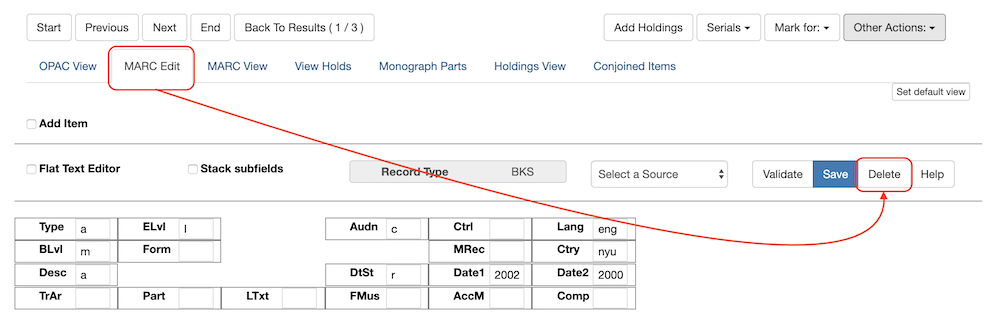 Start Previous Next End Back To Results ( 1 / 3 ) Add Holdings Serials Mark for: Other Actions:
OPAC View MARC Edit MARC View View Holds Monograph Parts Holdings View Conjoined Items
Set default view
Add Item
Flat Text Editor Stack subfields Record Type BKS Select a Source Validate Save Delete Help
Type a ELvl I Audn c Ctrl Lang eng
BLvl m Form MRec Ctry nyu
Desc a DtSt r Date1 2002 Date2 2000
TrAr Part LTxt FMus AccM Comp